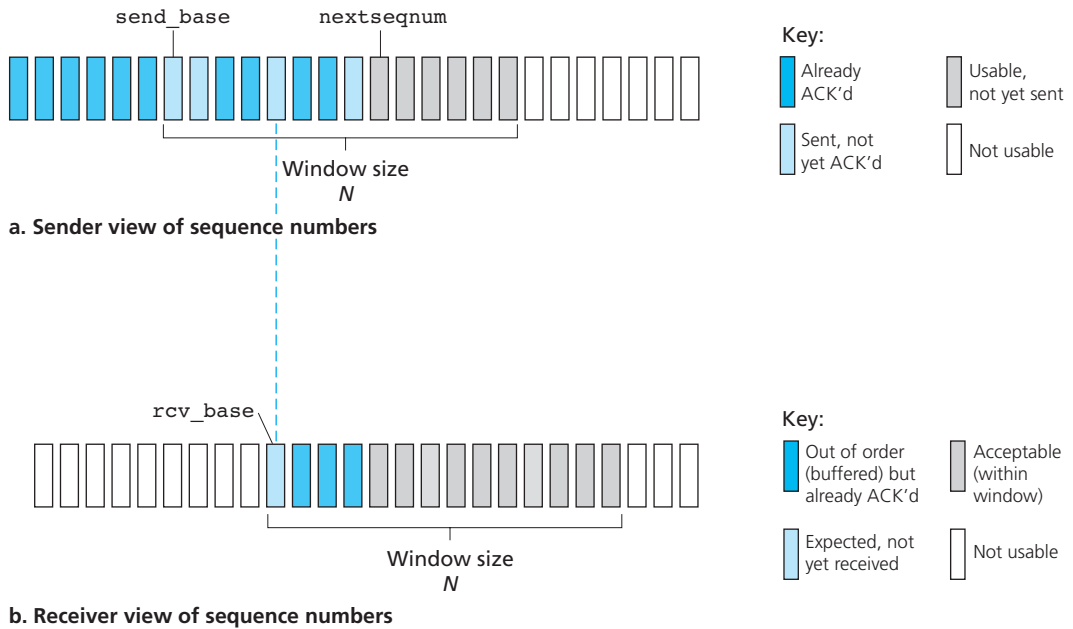 send_base
nextseqnum
Key:
Already
ACK'd
Usable,
not yet sent
Sent, not
yet ACK'd
Not usable
Window size
N
a. Sender view of sequence numbers
rcv_base
Key:
Out of order
(buffered) but
already ACK'd
Acceptable
(within
window)
Expected, not
yet received
Not usable
Window size
N
b. Receiver view of sequence numbers